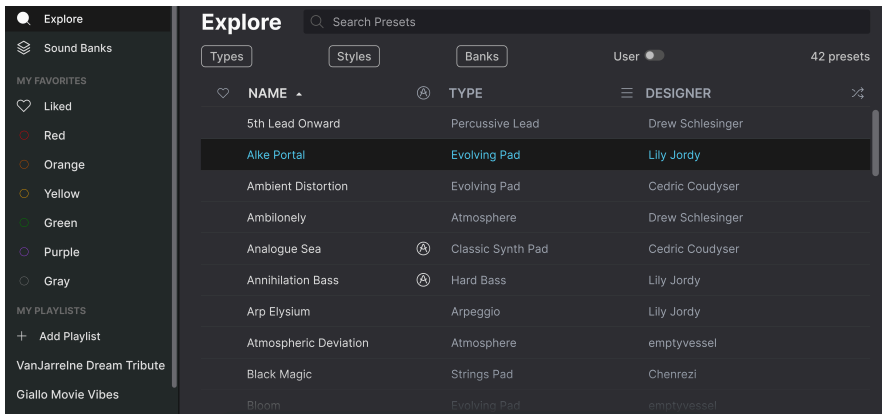 Explore
Sound Banks
MY FAVORITES
Liked
Red
Orange
Yellow
Green
Purple
Gray
MY PLAYLISTS
+ Add Playlist
VanJarrelne Dream Tribute
Giallo Movie Vibes
Explore Search Presets
Types Styles Banks User 42 presets
NAME TYPE DESIGNER
5th Lead Onward Percussive Lead Drew Schlesinger
Alke Portal Evolving Pad Lily Jordy
Ambient Distortion Evolving Pad Cedric Coudyser
Ambilonely Atmosphere Drew Schlesinger
Analogue Sea Classic Synth Pad Cedric Coudyser
Annihilation Bass Hard Bass Lily Jordy
Arp Elysium Arpeggio Lily Jordy
Atmospheric Deviation Atmosphere emptyvessel
Black Magic Strings Pad Chenrezi
Bloom Evolving Pad emptyvessel